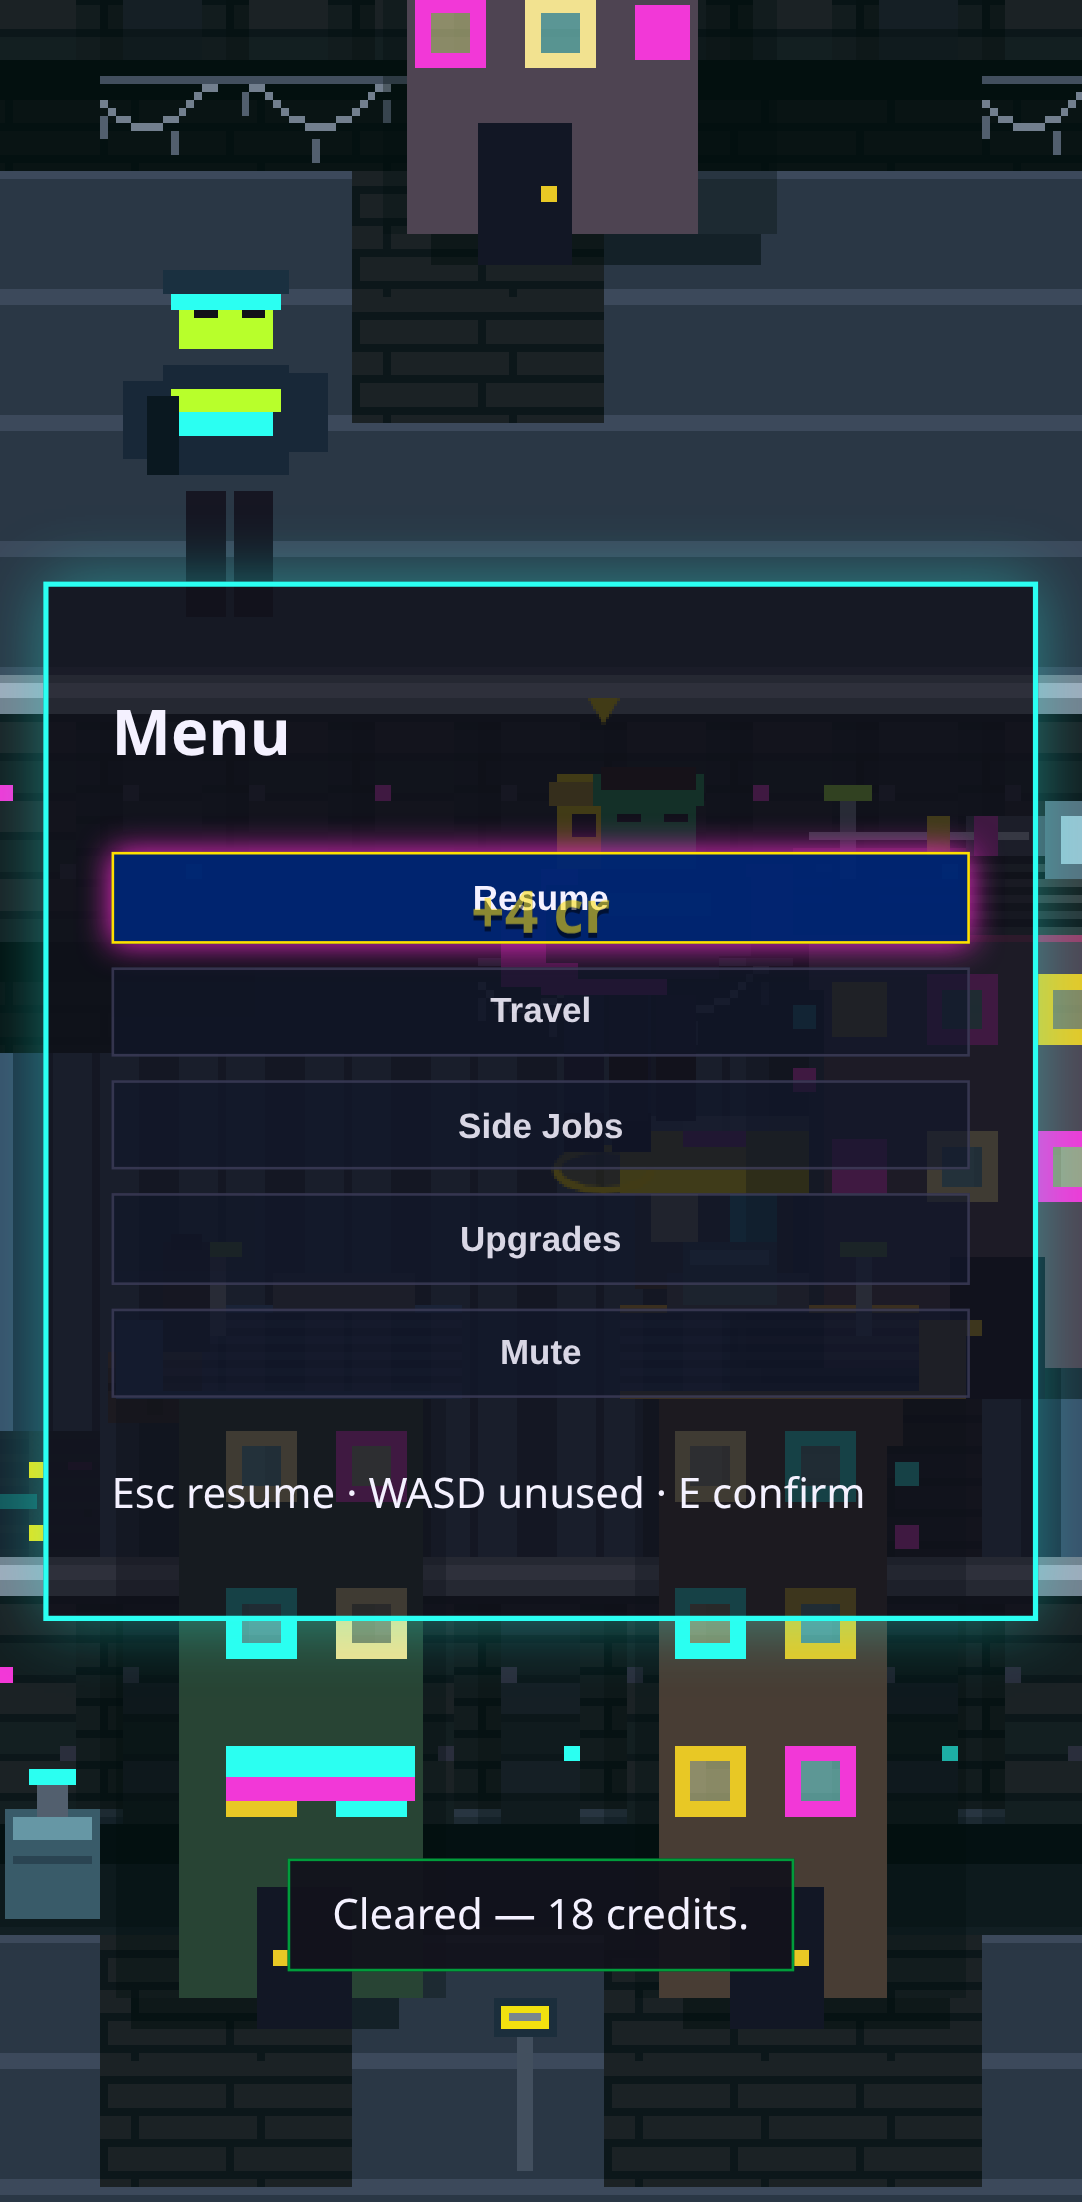 Menu
Resume
+4 cr
Travel
Side Jobs
Upgrades
Mute
Esc resume · WASD unused · E confirm
Cleared — 18 credits.